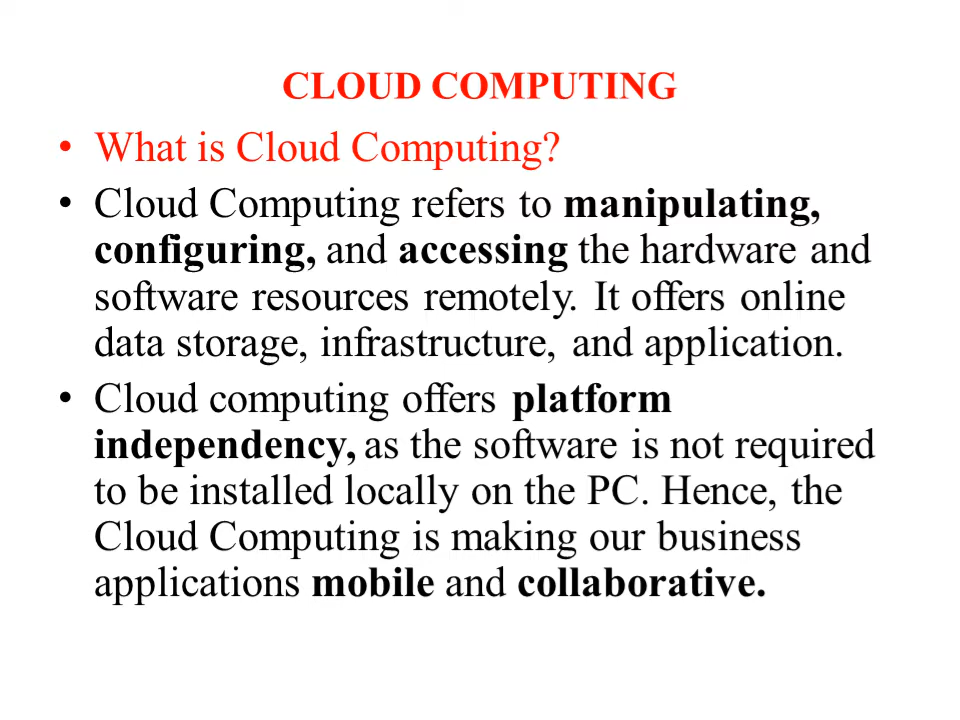 CLOUD COMPUTING
• What is Cloud Computing?
• Cloud Computing refers to manipulating,
configuring, and accessing the hardware and
software resources remotely. It offers online
data storage, infrastructure, and application.
• Cloud computing offers platform
independency, as the software is not required
to be installed locally on the PC. Hence, the
Cloud Computing is making our business
applications mobile and collaborative.